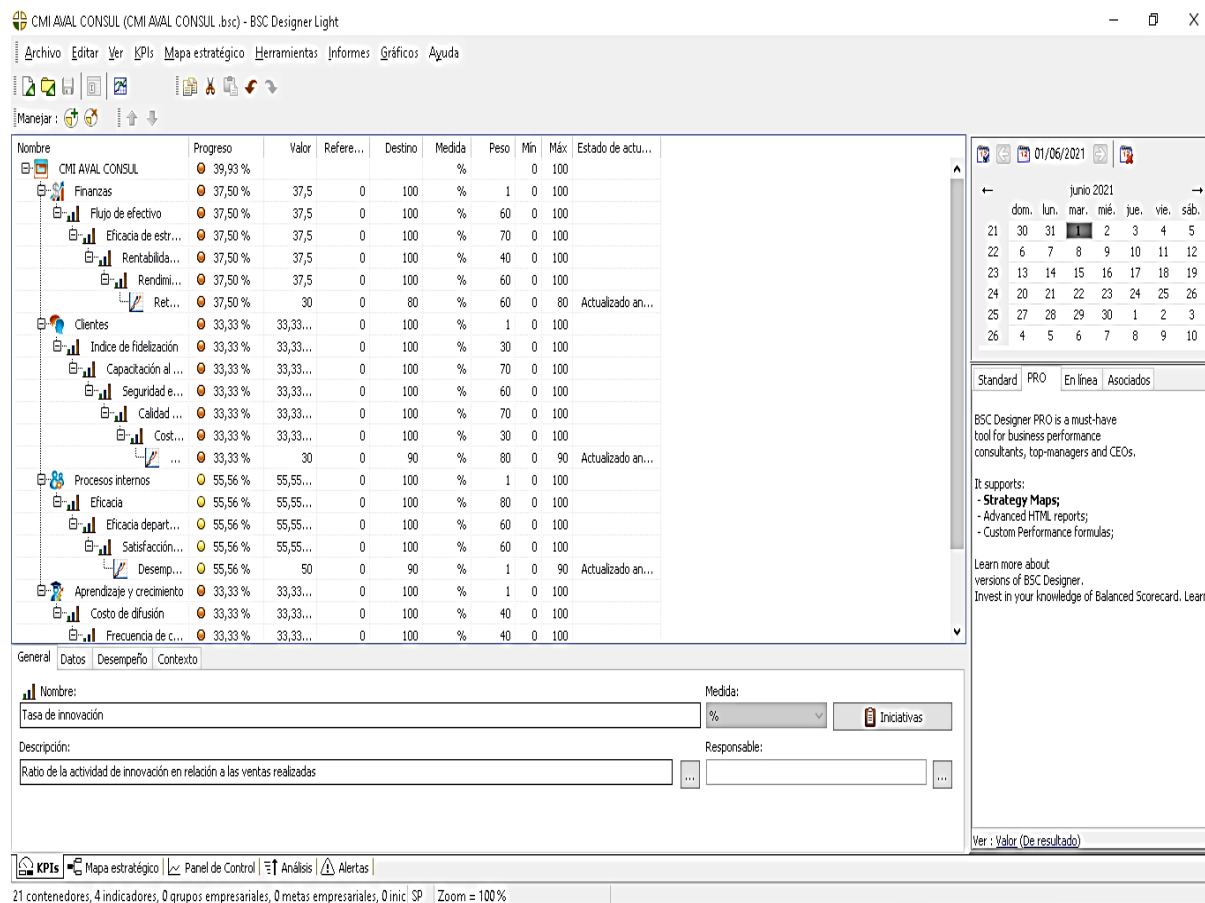 CMI AVAL CONSUL (CMI AVAL CONSUL .bsc) - BSC Designer Light
Archivo Editar Ver KPIs Mapa estratégico Herramientas Informes Gráficos Ayuda
Manejar :
Nombre Progreso Valor Refere... Destino Medida Peso Mín Máx Estado de actu...
CMI AVAL CONSUL 39,93 % % 0 100
Finanzas 37,50 % 37,5 0 100 % 1 0 100
Flujo de efectivo 37,50 % 37,5 0 100 % 60 0 100
Eficacia de estr... 37,50 % 37,5 0 100 % 70 0 100
Rentabilida... 37,50 % 37,5 0 100 % 40 0 100
Rendimi... 37,50 % 37,5 0 100 % 60 0 100
Ret... 37,50 % 30 0 80 % 60 0 80 Actualizado an...
Clientes 33,33 % 33,33... 0 100 % 1 0 100
Indice de fidelización 33,33 % 33,33... 0 100 % 30 0 100
Capacitación al ... 33,33 % 33,33... 0 100 % 70 0 100
Seguridad e... 33,33 % 33,33... 0 100 % 60 0 100
Calidad ... 33,33 % 33,33... 0 100 % 70 0 100
Cost... 33,33 % 33,33... 0 100 % 30 0 100
... 33,33 % 30 0 90 % 80 0 90 Actualizado an...
Procesos internos 55,56 % 55,55... 0 100 % 1 0 100
Eficacia 55,56 % 55,55... 0 100 % 80 0 100
Eficacia depart... 55,56 % 55,55... 0 100 % 60 0 100
Satisfacción... 55,56 % 55,55... 0 100 % 60 0 100
Desemp... 55,56 % 50 0 90 % 1 0 90 Actualizado an...
Aprendizaje y crecimiento 33,33 % 33,33... 0 100 % 1 0 100
Costo de difusión 33,33 % 33,33... 0 100 % 40 0 100
Frecuencia de c... 33,33 % 33,33... 0 100 % 40 0 100
01/06/2021
junio 2021
dom. lun. mar. mié. jue. vie. sáb.
21 30 31 1 2 3 4 5
22 6 7 8 9 10 11 12
23 13 14 15 16 17 18 19
24 20 21 22 23 24 25 26
25 27 28 29 30 1 2 3
26 4 5 6 7 8 9 10
Standard PRO En línea Asociados
BSC Designer PRO is a must-have
tool for business performance
consultants, top-managers and CEOs.
It supports:
- Strategy Maps;
- Advanced HTML reports;
- Custom Performance formulas;
Learn more about
versions of BSC Designer.
Invest in your knowledge of Balanced Scorecard. Learn
Ver : Valor (De resultado)
General Datos Desempeño Contexto
Nombre: Medida:
Tasa de innovación % Iniciativas
Descripción: Responsable:
Ratio de la actividad de innovación en relación a las ventas realizadas ... ...
KPIs Mapa estratégico Panel de Control Análisis Alertas
21 contenedores, 4 indicadores, 0 grupos empresariales, 0 metas empresariales, 0 inic SP Zoom = 100 %